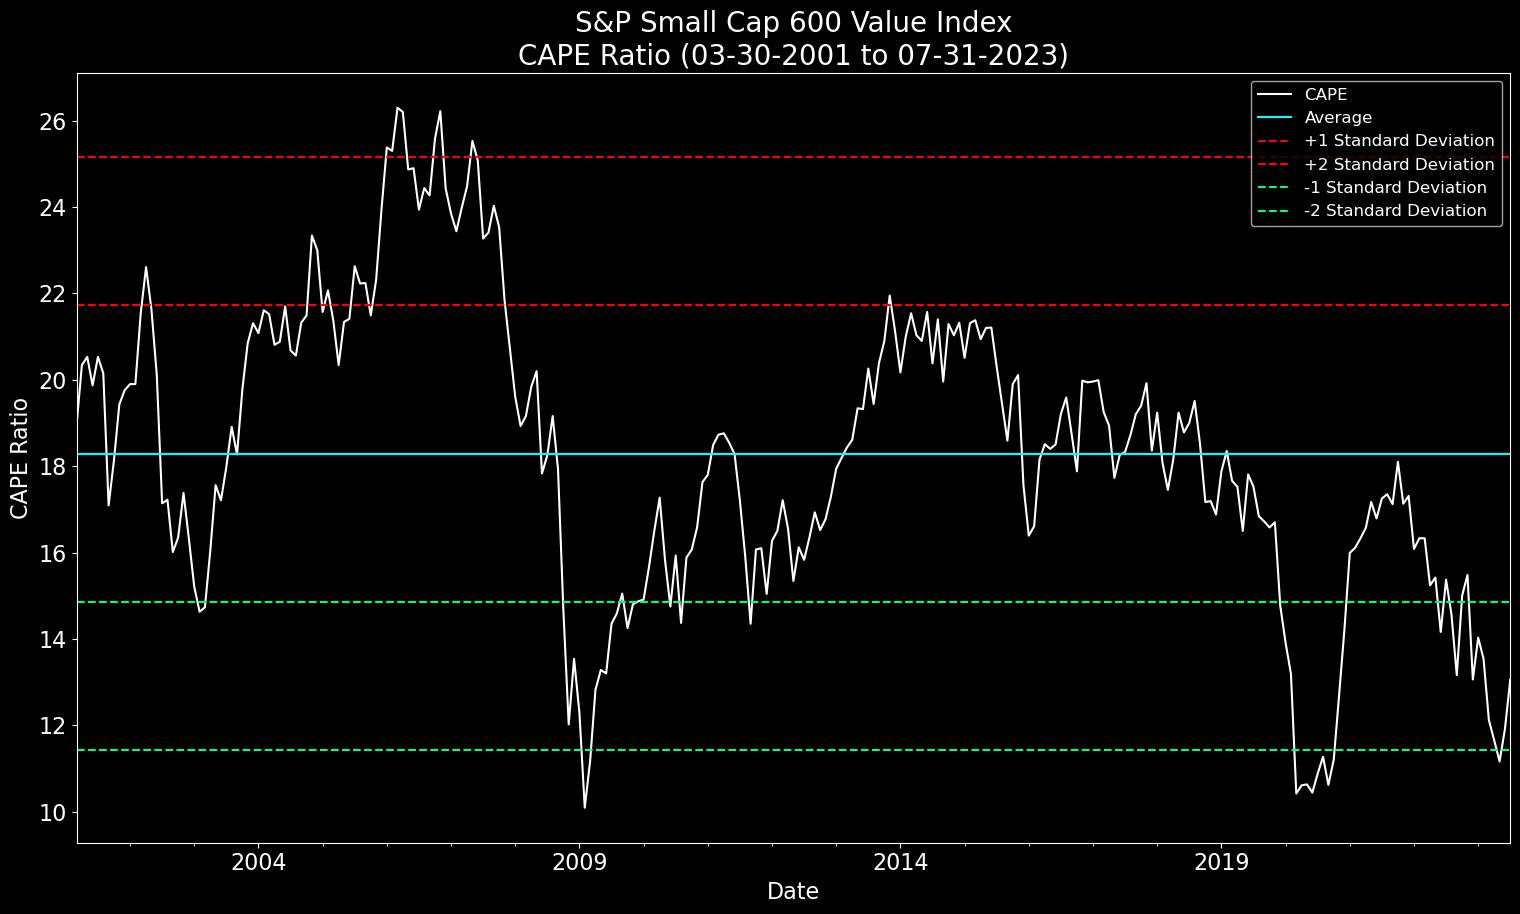 S&P Small Cap 600 Value Index
CAPE Ratio (03-30-2001 to 07-31-2023)
CAPE
Average
+1 Standard Deviation
+2 Standard Deviation
-1 Standard Deviation
-2 Standard Deviation
CAPE Ratio
26
24
22
20
18
16
14
12
10
2004
2009
2014
2019
Date